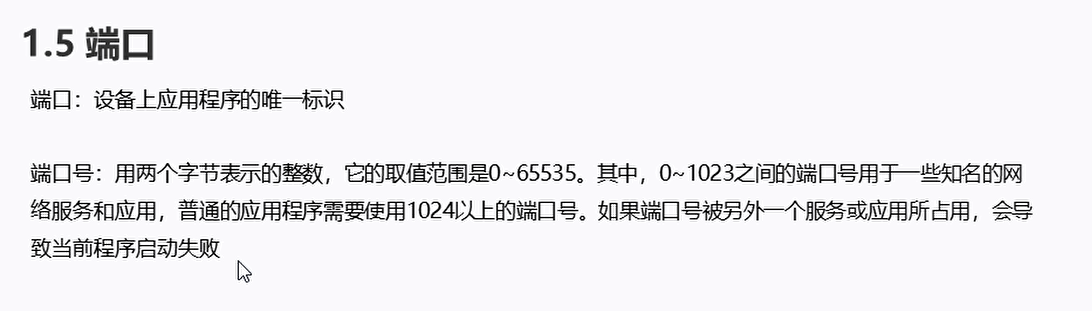 1.5 端口
端口：设备上应用程序的唯一标识
端口号：用两个字节表示的整数，它的取值范围是0~65535。其中，0~1023之间的端口号用于一些知名的网
络服务和应用，普通的应用程序需要使用1024以上的端口号。如果端口号被另外一个服务或应用所占用，会导
致当前程序启动失败